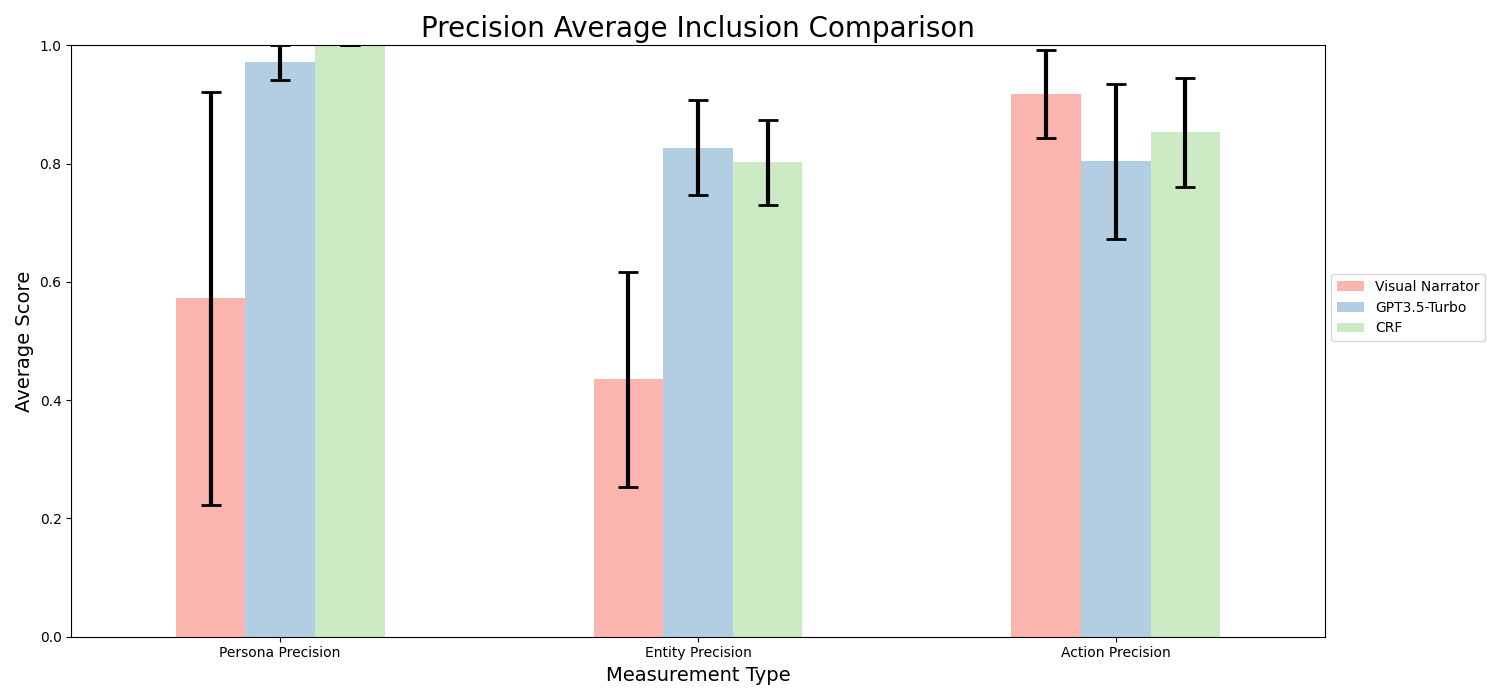 Precision Average Inclusion Comparison
1.0
0.8
0.6
0.4
0.2
0.0
Average Score
Persona Precision
Entity Precision
Action Precision
Measurement Type
Visual Narrator
GPT3.5-Turbo
CRF